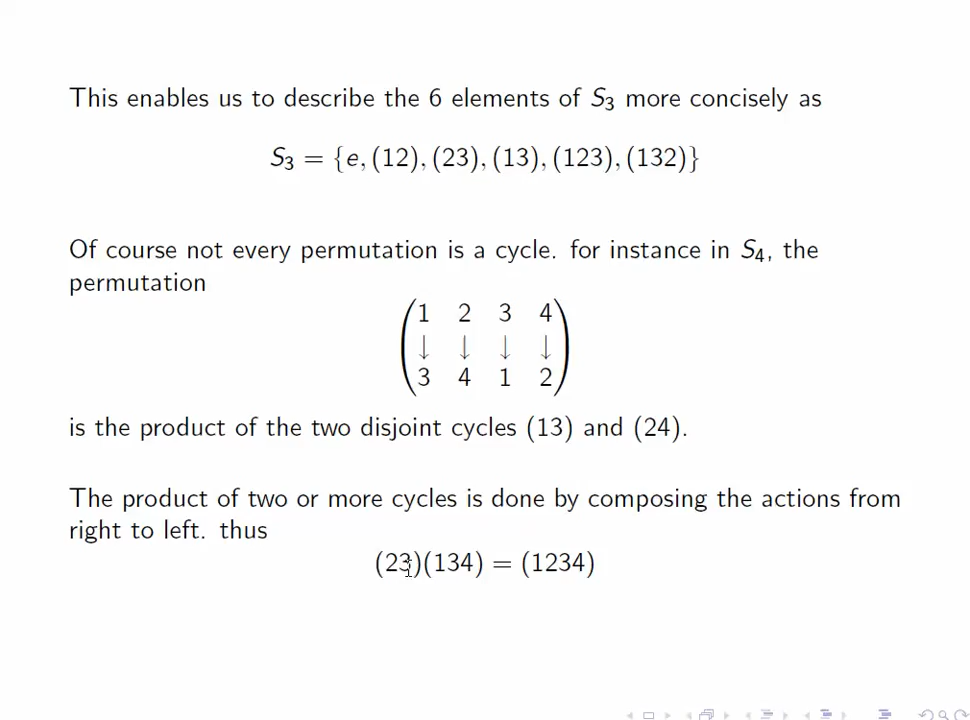 This enables us to describe the 6 elements of S₃ more concisely as
S₃ = {e, (12), (23), (13), (123), (132)}
Of course not every permutation is a cycle. for instance in S₄, the
permutation
1 2 3 4
↓ ↓ ↓ ↓
3 4 1 2
is the product of the two disjoint cycles (13) and (24).
The product of two or more cycles is done by composing the actions from
right to left. thus
(23)(134) = (1234)